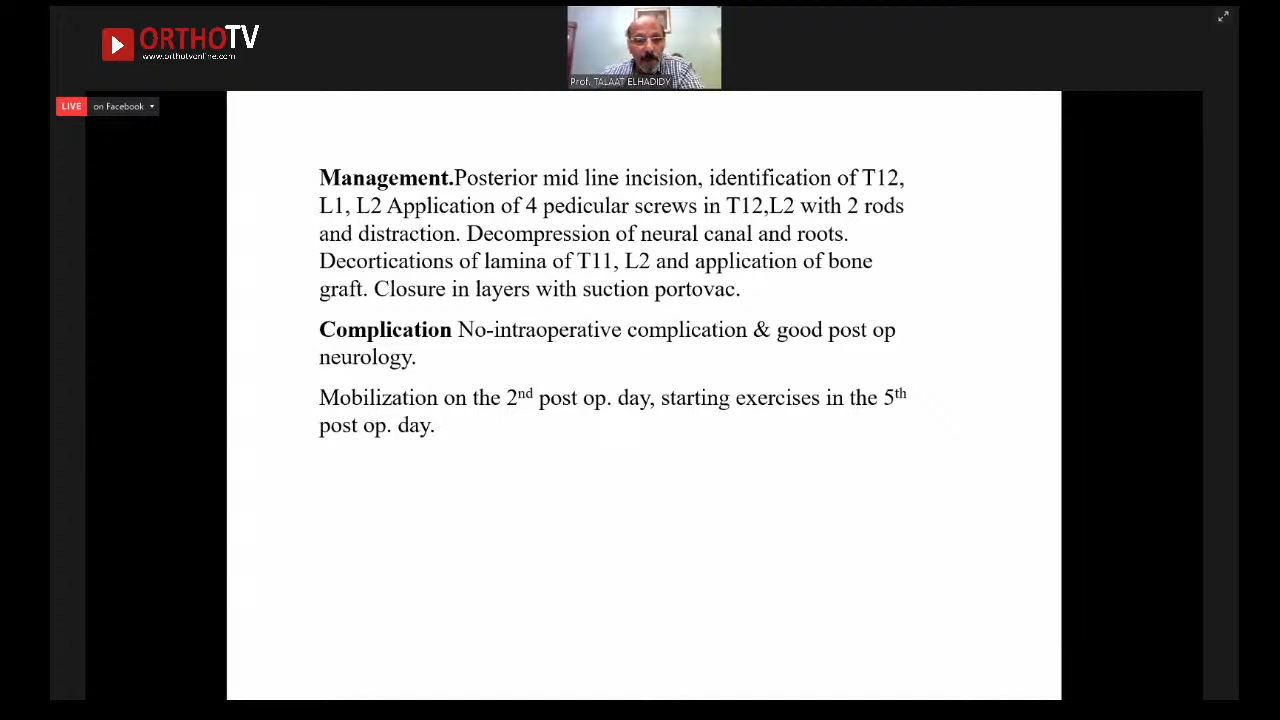 ORTHOTV
www.orthotvonline.com
Prof. TALAAT ELHADIDY
LIVE on Facebook
Management.Posterior mid line incision, identification of T12,
L1, L2 Application of 4 pedicular screws in T12,L2 with 2 rods
and distraction. Decompression of neural canal and roots.
Decortications of lamina of T11, L2 and application of bone
graft. Closure in layers with suction portovac.
Complication No-intraoperative complication & good post op
neurology.
Mobilization on the 2nd post op. day, starting exercises in the 5th
post op. day.